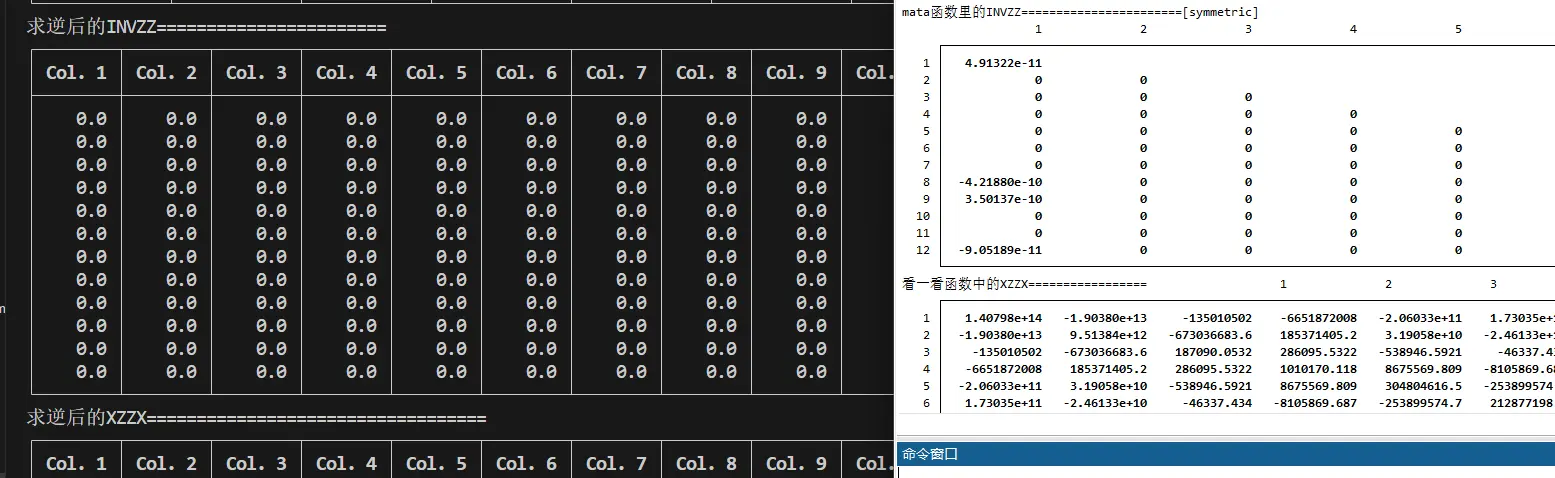 求逆后的INVZZ=======================
Col. 1 Col. 2 Col. 3 Col. 4 Col. 5 Col. 6 Col. 7 Col. 8 Col. 9 Col.
0.0 0.0 0.0 0.0 0.0 0.0 0.0 0.0 0.0
0.0 0.0 0.0 0.0 0.0 0.0 0.0 0.0 0.0
0.0 0.0 0.0 0.0 0.0 0.0 0.0 0.0 0.0
0.0 0.0 0.0 0.0 0.0 0.0 0.0 0.0 0.0
0.0 0.0 0.0 0.0 0.0 0.0 0.0 0.0 0.0
0.0 0.0 0.0 0.0 0.0 0.0 0.0 0.0 0.0
0.0 0.0 0.0 0.0 0.0 0.0 0.0 0.0 0.0
0.0 0.0 0.0 0.0 0.0 0.0 0.0 0.0 0.0
0.0 0.0 0.0 0.0 0.0 0.0 0.0 0.0 0.0
0.0 0.0 0.0 0.0 0.0 0.0 0.0 0.0 0.0
0.0 0.0 0.0 0.0 0.0 0.0 0.0 0.0 0.0
0.0 0.0 0.0 0.0 0.0 0.0 0.0 0.0 0.0
求逆后的XZZX==================================
Col. 1 Col. 2 Col. 3 Col. 4 Col. 5 Col. 6 Col. 7 Col. 8 Col. 9 Col.
mata函数里的INVZZ=======================[symmetric]
1 2 3 4 5
1 4.91322e-11
2 0 0
3 0 0 0
4 0 0 0 0
5 0 0 0 0 0
6 0 0 0 0 0
7 0 0 0 0 0
8 -4.21880e-10 0 0 0 0
9 3.50137e-10 0 0 0 0
10 0 0 0 0 0
11 0 0 0 0 0
12 -9.05189e-11 0 0 0 0
看一看函数中的XZZX================= 1 2 3
1 1.40798e+14 -1.90380e+13 -135010502 -6651872008 -2.06033e+11 1.73035e+
2 -1.90380e+13 9.51384e+12 -673036683.6 185371405.2 3.19058e+10 -2.46133e+
3 -135010502 -673036683.6 187090.0532 286095.5322 -538946.5921 -46337.43
4 -6651872008 185371405.2 286095.5322 1010170.118 8675569.809 -8105869.68
5 -2.06033e+11 3.19058e+10 -538946.5921 8675569.809 304804616.5 -253899574
6 1.73035e+11 -2.46133e+10 -46337.434 -8105869.687 -253899574.7 212877198
命令窗口